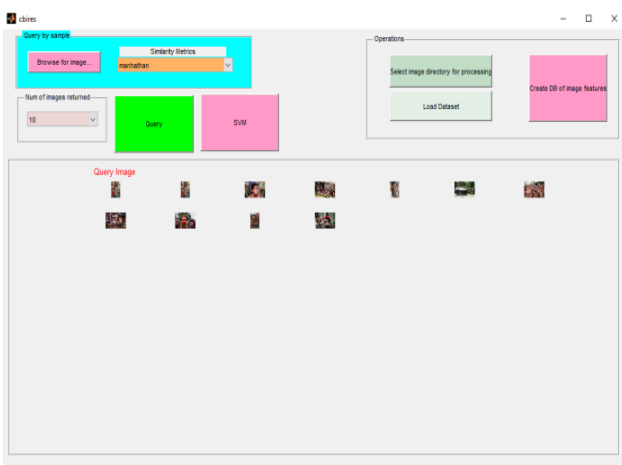 cbires
Query by sample
Browse for image...
Similarity Metrics
manhathan
Operations
Select image directory for processing
Load Dataset
Create DB of image features
Num of images returned
10
Query
SVM
Query Image